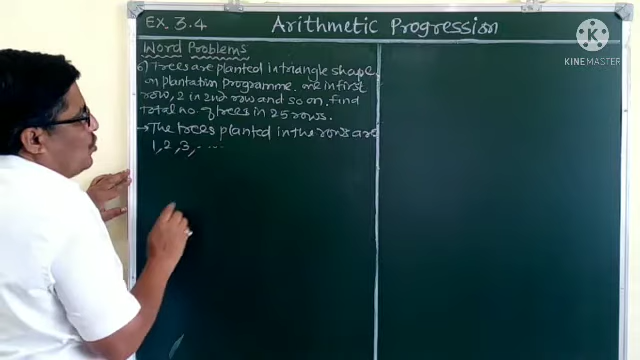 EX. 3.4
Arithmetic Progression
Word Problems
6) Trees are planted in triangle shape
in plantation Programme. one in first
row, 2 in 2nd row and so on. find
total no. of trees in 25 rows.
→ The trees planted in the rows are
1, 2, 3, .....
KINEMASTER